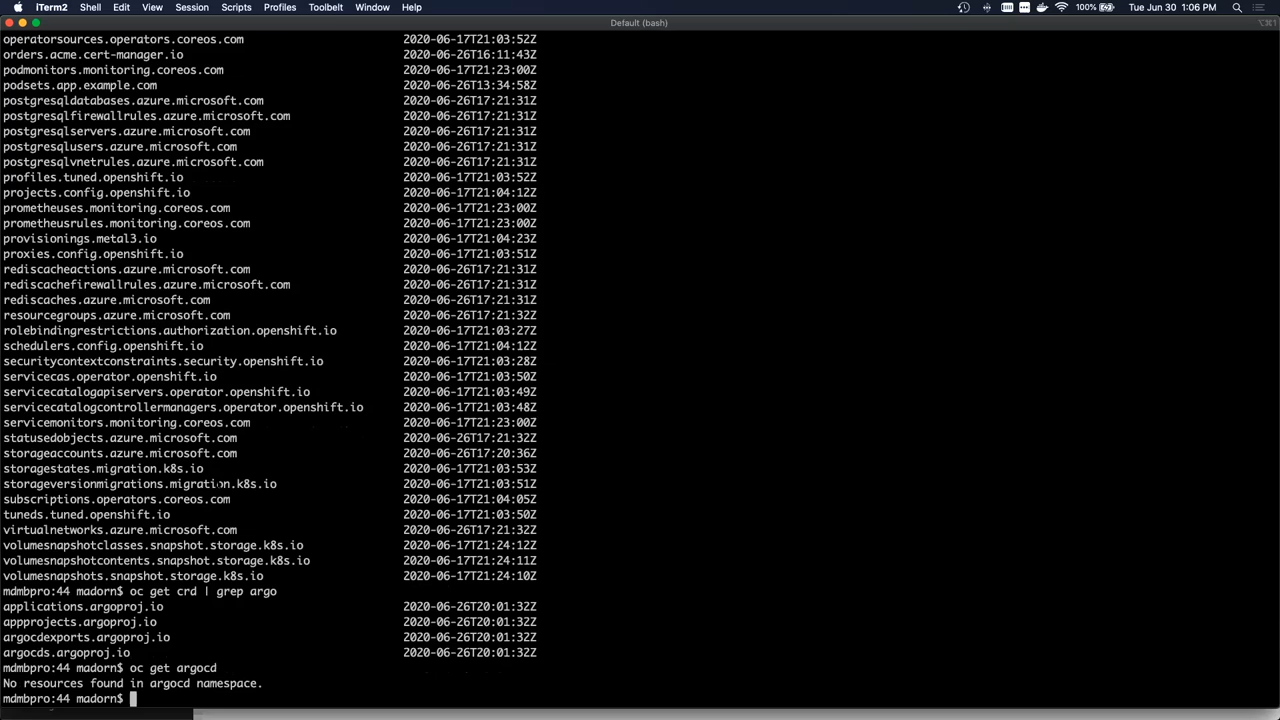 iTerm2 Shell Edit View Session Scripts Profiles Toolbelt Window Help 100% Tue Jun 30 1:06 PM
Default (bash) ⌥⌘1
operatorsources.operators.coreos.com 2020-06-17T21:03:52Z
orders.acme.cert-manager.io 2020-06-26T16:11:43Z
podmonitors.monitoring.coreos.com 2020-06-17T21:23:00Z
podsets.app.example.com 2020-06-26T13:34:58Z
postgresqldatabases.azure.microsoft.com 2020-06-26T17:21:31Z
postgresqlfirewallrules.azure.microsoft.com 2020-06-26T17:21:31Z
postgresqlservers.azure.microsoft.com 2020-06-26T17:21:31Z
postgresqlusers.azure.microsoft.com 2020-06-26T17:21:31Z
postgresqlvnetrules.azure.microsoft.com 2020-06-26T17:21:31Z
profiles.tuned.openshift.io 2020-06-17T21:03:52Z
projects.config.openshift.io 2020-06-17T21:04:12Z
prometheuses.monitoring.coreos.com 2020-06-17T21:23:00Z
prometheusrules.monitoring.coreos.com 2020-06-17T21:23:00Z
provisionings.metal3.io 2020-06-17T21:04:23Z
proxies.config.openshift.io 2020-06-17T21:03:51Z
rediscacheactions.azure.microsoft.com 2020-06-26T17:21:31Z
rediscachefirewallrules.azure.microsoft.com 2020-06-26T17:21:31Z
rediscaches.azure.microsoft.com 2020-06-26T17:21:31Z
resourcegroups.azure.microsoft.com 2020-06-26T17:21:32Z
rolebindingrestrictions.authorization.openshift.io 2020-06-17T21:03:27Z
schedulers.config.openshift.io 2020-06-17T21:04:12Z
securitycontextconstraints.security.openshift.io 2020-06-17T21:03:28Z
servicecas.operator.openshift.io 2020-06-17T21:03:50Z
servicecatalogapiservers.operator.openshift.io 2020-06-17T21:03:49Z
servicecatalogcontrollermanagers.operator.openshift.io 2020-06-17T21:03:48Z
servicemonitors.monitoring.coreos.com 2020-06-17T21:23:00Z
statusedobjects.azure.microsoft.com 2020-06-26T17:21:32Z
storageaccounts.azure.microsoft.com 2020-06-26T17:20:36Z
storagestates.migration.k8s.io 2020-06-17T21:03:53Z
storageversionmigrations.migration.k8s.io 2020-06-17T21:03:51Z
subscriptions.operators.coreos.com 2020-06-17T21:04:05Z
tuneds.tuned.openshift.io 2020-06-17T21:03:50Z
virtualnetworks.azure.microsoft.com 2020-06-26T17:21:32Z
volumesnapshotclasses.snapshot.storage.k8s.io 2020-06-17T21:24:12Z
volumesnapshotcontents.snapshot.storage.k8s.io 2020-06-17T21:24:11Z
volumesnapshots.snapshot.storage.k8s.io 2020-06-17T21:24:10Z
mdmbpro:44 madorn$ oc get crd | grep argo
applications.argoproj.io 2020-06-26T20:01:32Z
appprojects.argoproj.io 2020-06-26T20:01:32Z
argocdexports.argoproj.io 2020-06-26T20:01:32Z
argocds.argoproj.io 2020-06-26T20:01:32Z
mdmbpro:44 madorn$ oc get argocd
No resources found in argocd namespace.
mdmbpro:44 madorn$